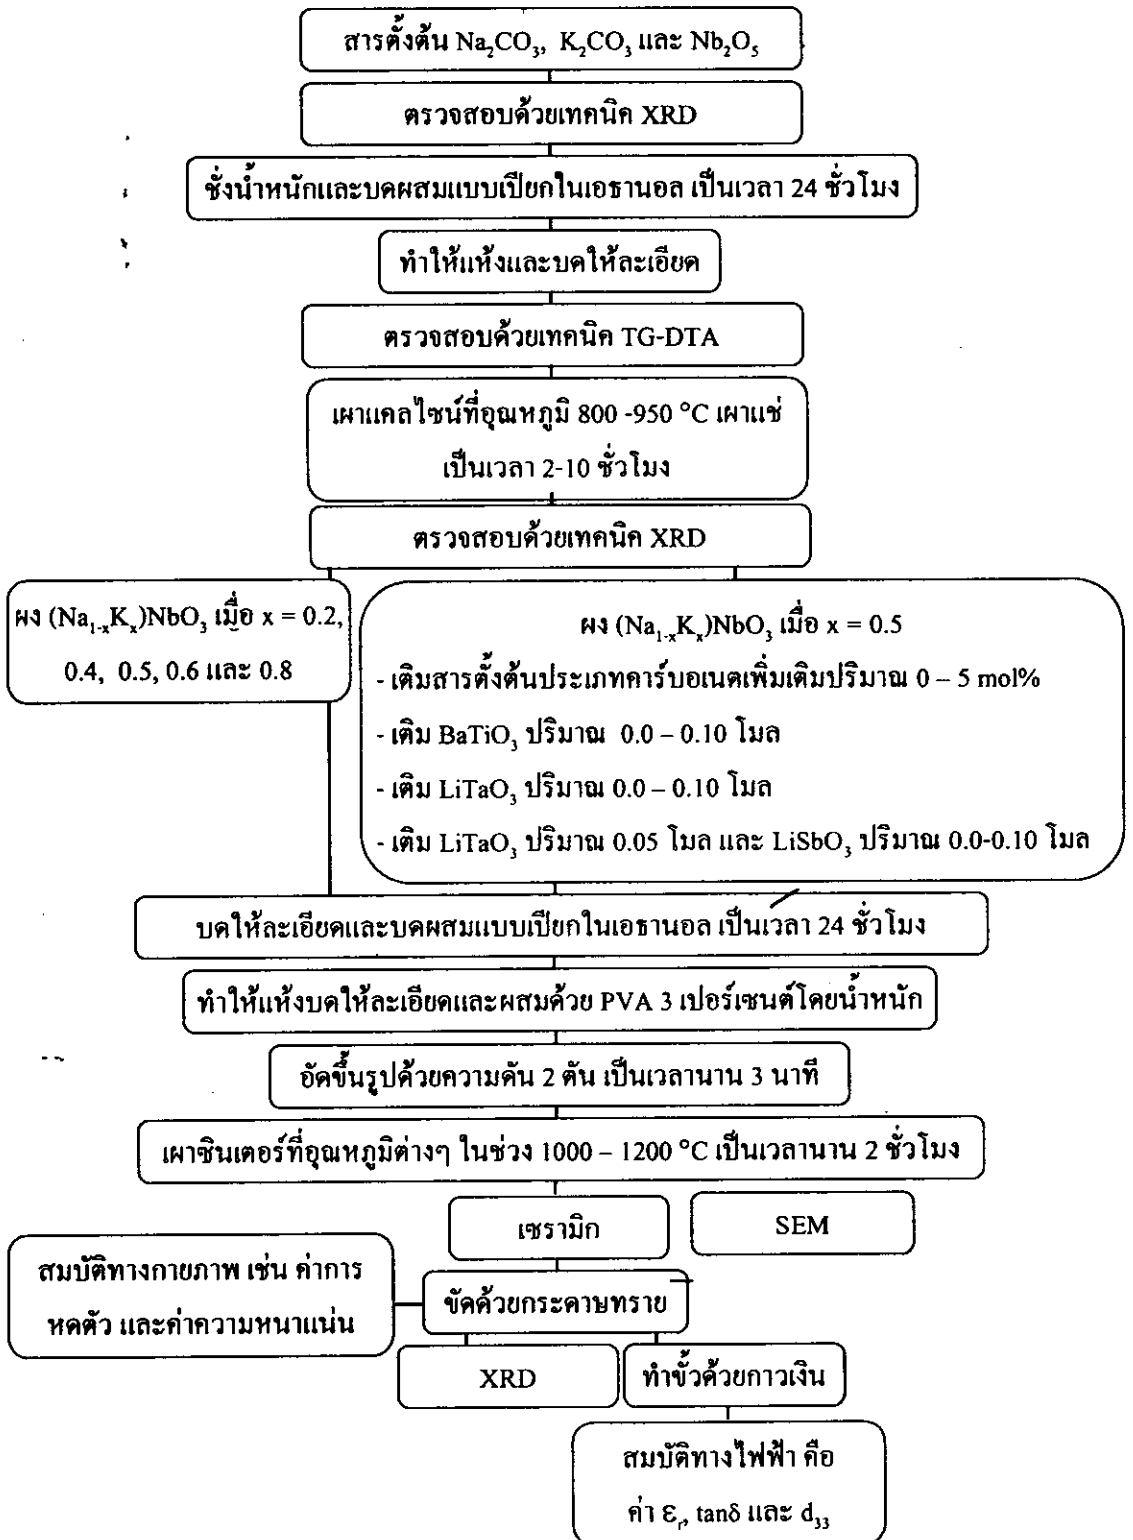 สารตั้งต้น Na₂CO₃, K₂CO₃ และ Nb₂O₅
ตรวจสอบด้วยเทคนิค XRD
ชั่งน้ำหนักและบดผสมแบบเปียกในเอธานอล เป็นเวลา 24 ชั่วโมง
ทำให้แห้งและบดให้ละเอียด
ตรวจสอบด้วยเทคนิค TG-DTA
เผาแคลไซน์ที่อุณหภูมิ 800 -950 °C เผาแช่
เป็นเวลา 2-10 ชั่วโมง
ตรวจสอบด้วยเทคนิค XRD
ผง (Na₁₋ₓKₓ)NbO₃ เมื่อ x = 0.2,
0.4, 0.5, 0.6 และ 0.8
ผง (Na₁₋ₓKₓ)NbO₃ เมื่อ x = 0.5
- เติมสารตั้งต้นประเภทคาร์บอเนตเพิ่มเติมปริมาณ 0 – 5 mol%
- เติม BaTiO₃ ปริมาณ 0.0 – 0.10 โมล
- เติม LiTaO₃ ปริมาณ 0.0 – 0.10 โมล
- เติม LiTaO₃ ปริมาณ 0.05 โมล และ LiSbO₃ ปริมาณ 0.0-0.10 โมล
บดให้ละเอียดและบดผสมแบบเปียกในเอธานอล เป็นเวลา 24 ชั่วโมง
ทำให้แห้งบดให้ละเอียดและผสมด้วย PVA 3 เปอร์เซนต์โดยน้ำหนัก
อัดขึ้นรูปด้วยความดัน 2 ตัน เป็นเวลานาน 3 นาที
เผาซินเตอร์ที่อุณหภูมิต่างๆ ในช่วง 1000 – 1200 °C เป็นเวลานาน 2 ชั่วโมง
เซรามิก
SEM
สมบัติทางกายภาพ เช่น ค่าการ
หดตัว และค่าความหนาแน่น
ขัดด้วยกระดาษทราย
XRD
ทำขั้วด้วยกาวเงิน
สมบัติทางไฟฟ้า คือ
ค่า εᵣ, tanδ และ d₃₃